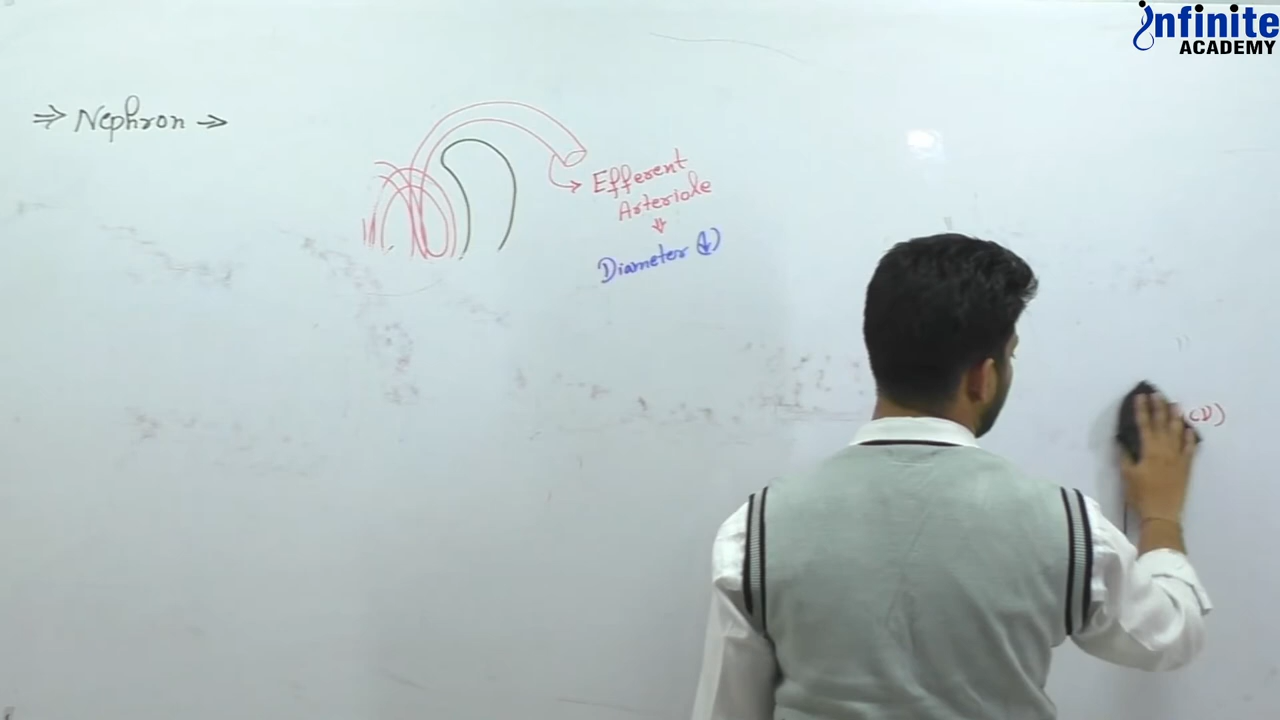 Infinite
ACADEMY
⇒ Nephron →
Efferent
Arteriole
⇓
Diameter (↓)
(V)